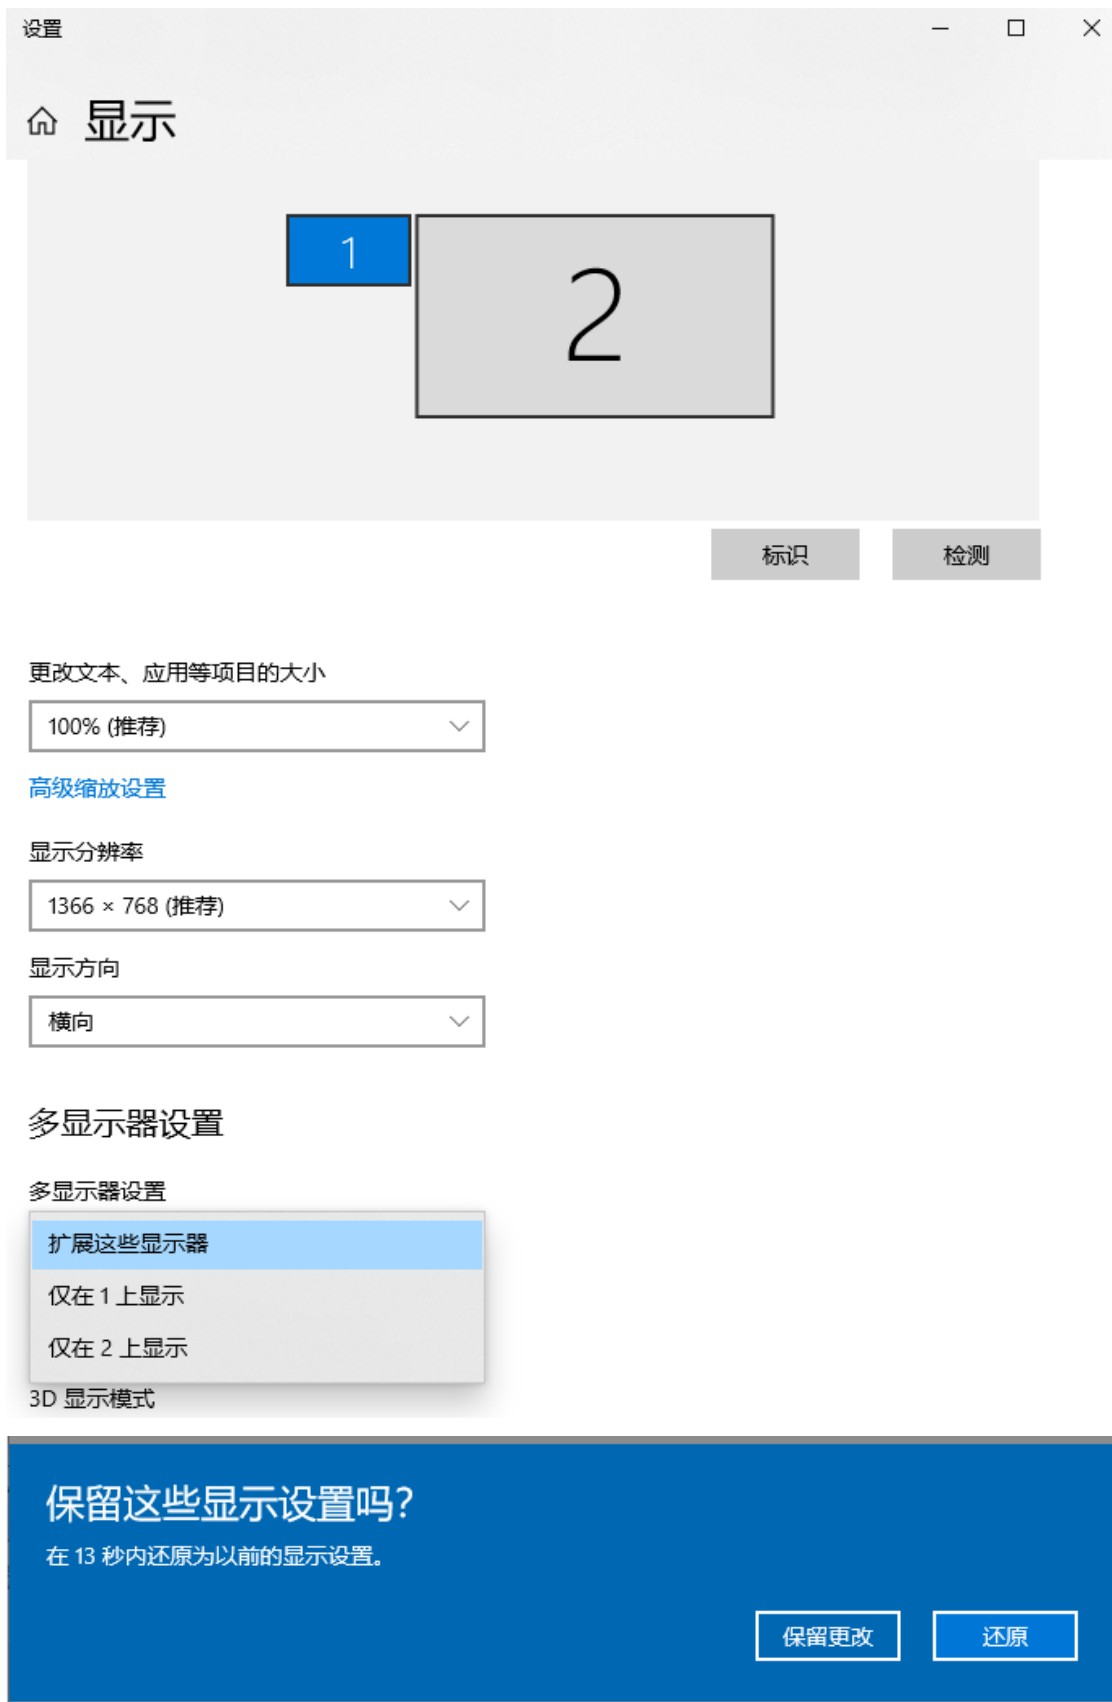 设置
显示
1
2
标识 检测
更改文本、应用等项目的大小
100% (推荐)
高级缩放设置
显示分辨率
1366 × 768 (推荐)
显示方向
横向
多显示器设置
多显示器设置
扩展这些显示器
仅在 1 上显示
仅在 2 上显示
3D 显示模式
保留这些显示设置吗?
在 13 秒内还原为以前的显示设置。
保留更改 还原